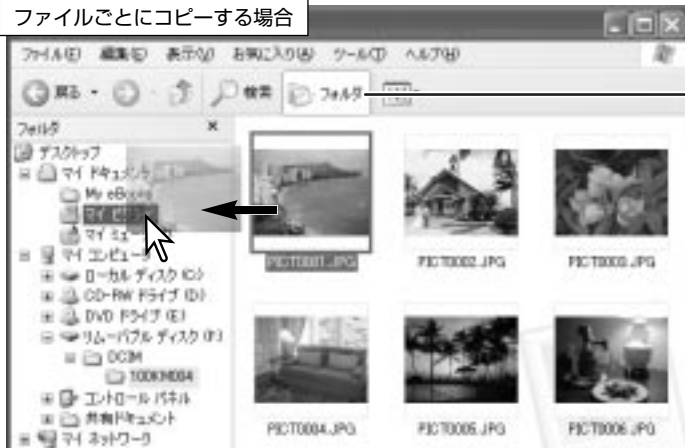 ファイルごとにコピーする場合
ファイル(F) 編集(E) 表示(V) お気に入り(A) ツール(T) ヘルプ(H)
戻る 検索 フォルダ
フォルダ ×
デスクトップ
マイ ドキュメント
My eBooks
マイ ピ
マイ ミュ
マイ コンピュータ
ローカル ディスク (C:)
CD-RW ドライブ (D:)
DVD ドライブ (E:)
リムーバブル ディスク (F:)
DCIM
100KM004
コントロール パネル
共有ドキュメント
マイ ネットワーク
PICT0001.JPG PICT0002.JPG PICT0003.JPG
PICT0004.JPG PICT0005.JPG PICT0006.JPG